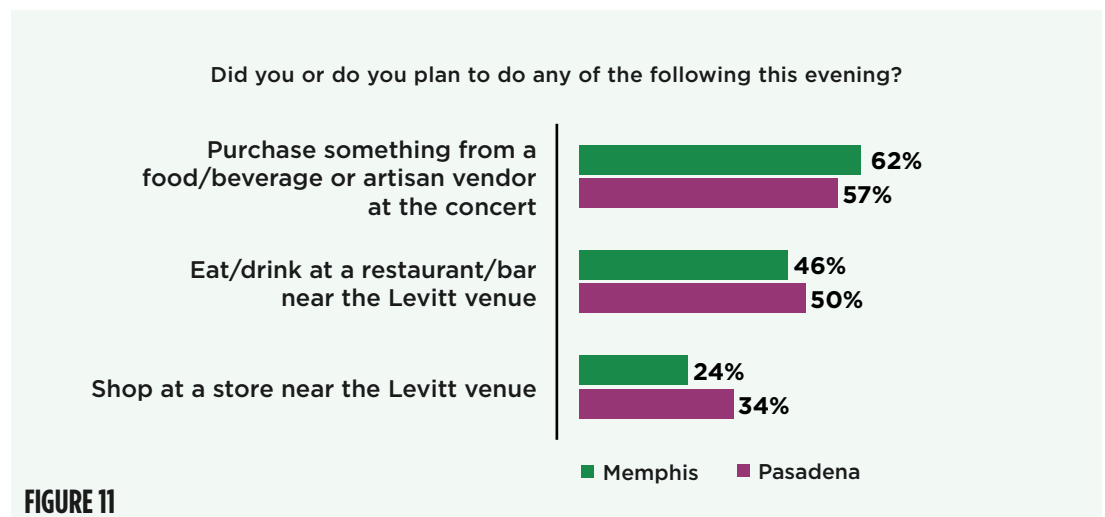 Did you or do you plan to do any of the following this evening?
Purchase something from a
food/beverage or artisan vendor
at the concert
62%
57%
Eat/drink at a restaurant/bar
near the Levitt venue
46%
50%
Shop at a store near the Levitt venue
24%
34%
Memphis
Pasadena
FIGURE 11